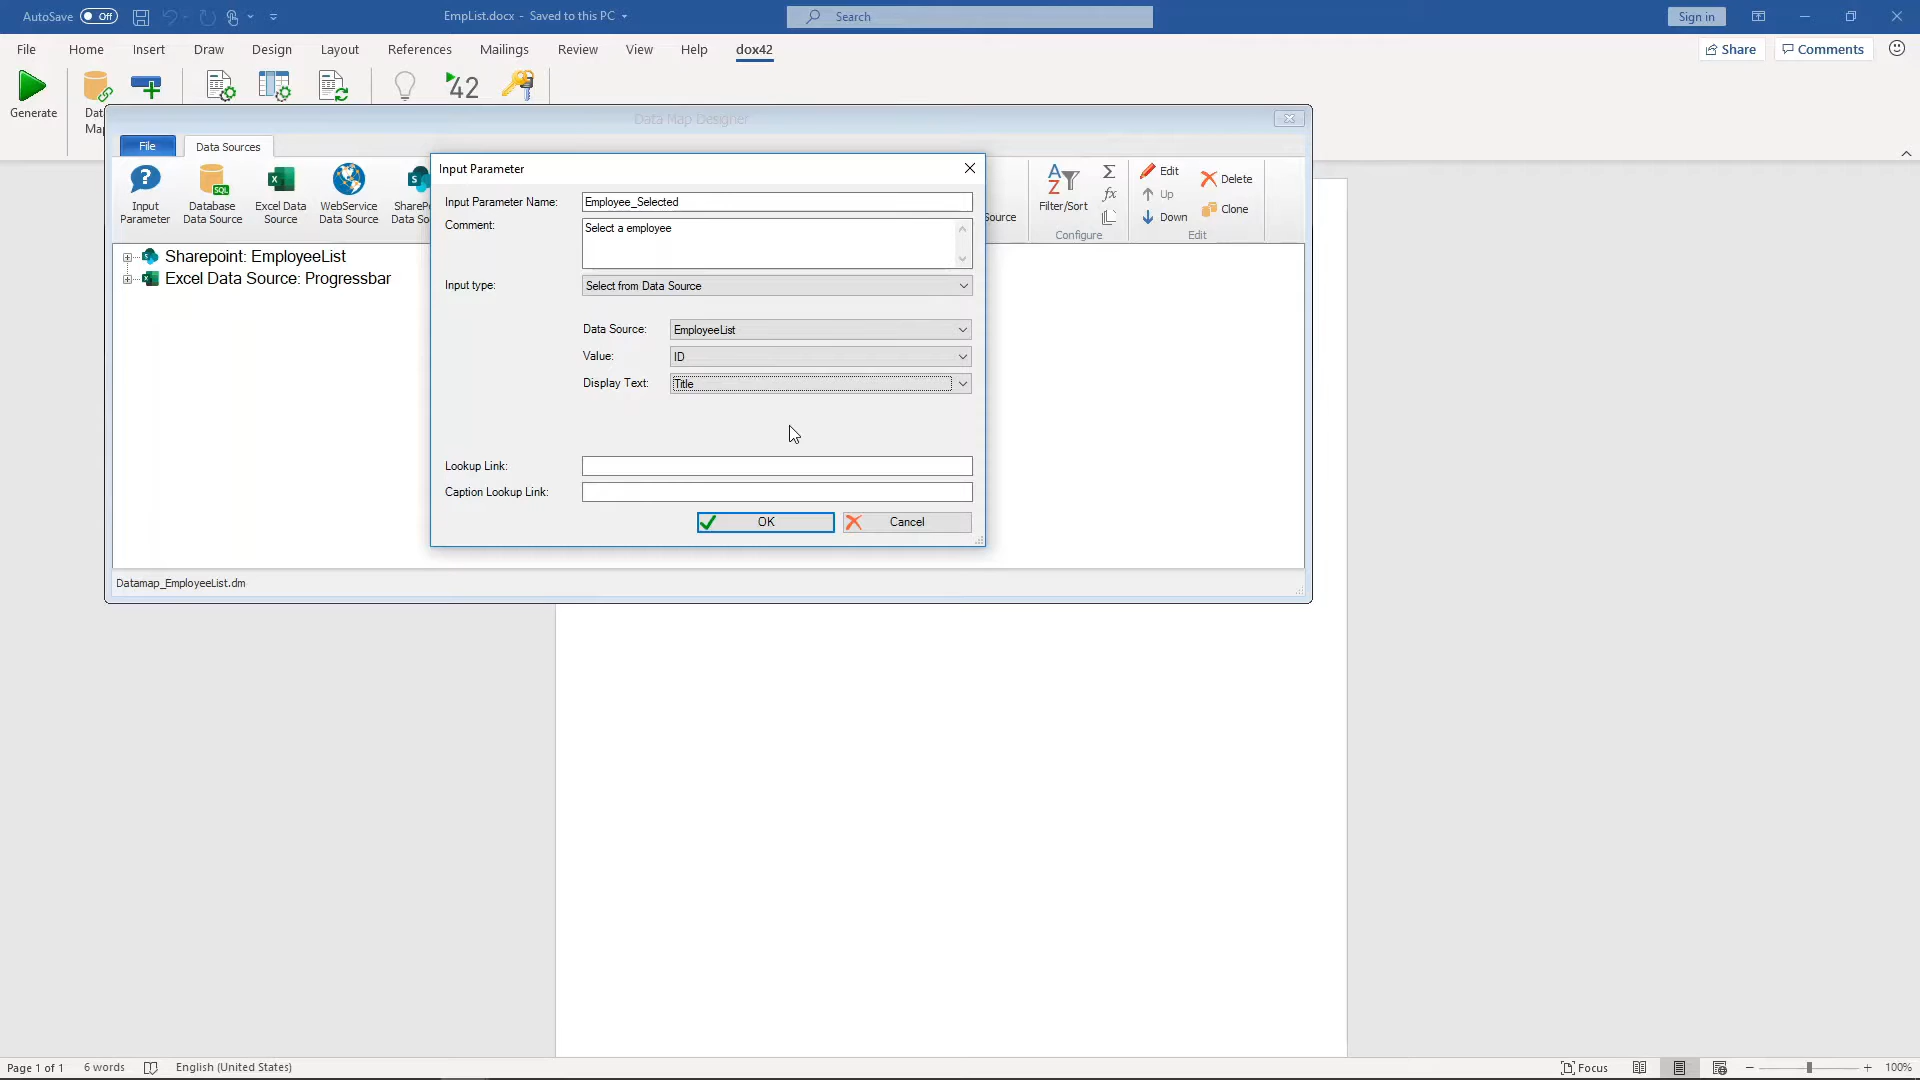 AutoSave Off EmpList.docx - Saved to this PC Search Sign in
File Home Insert Draw Design Layout References Mailings Review View Help dox42 Share Comments
Generate
Map
42
Data Map Designer
File Data Sources
Input Parameter
Database Data Source
Excel Data Source
WebService Data Source
Source
Filter/Sort
Configure
Edit
Up
Down
Delete
Clone
Edit
Sharepoint: EmployeeList
Excel Data Source: Progressbar
Datamap_EmployeeList.dm
Input Parameter
Input Parameter Name: Employee_Selected
Comment: Select a employee
Input type: Select from Data Source
Data Source: EmployeeList
Value: ID
Display Text: Title
Lookup Link:
Caption Lookup Link:
OK Cancel
Page 1 of 1 6 words English (United States) Focus 100%